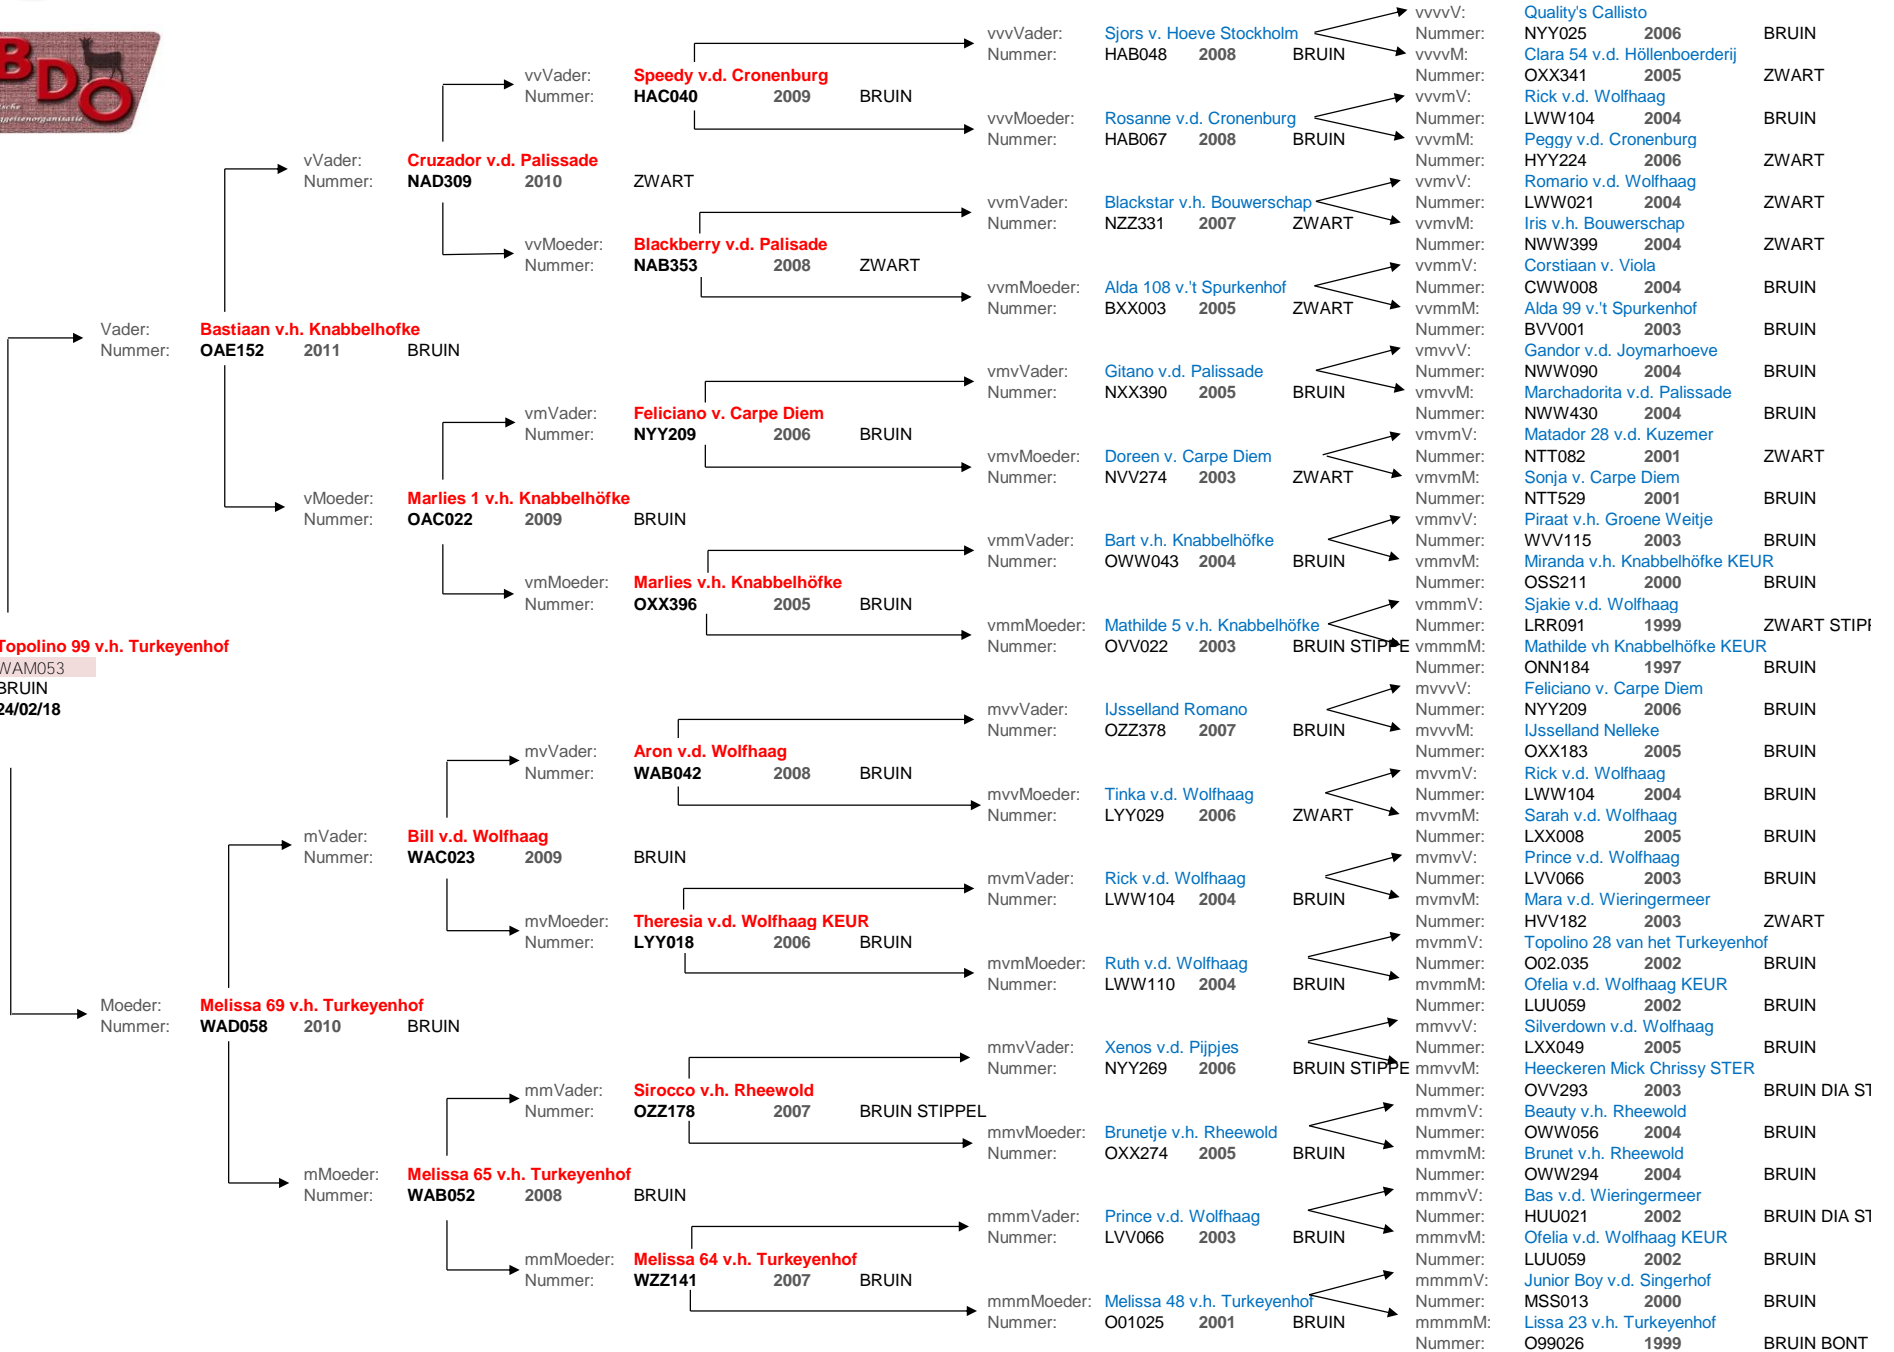 BDO
Topolino 99 v.h. Turkeyenhof
WAM053
BRUIN
24/02/18
Vader: Bastiaan v.h. Knabbelhofke
Nummer: OAE152 2011 BRUIN
Moeder: Melissa 69 v.h. Turkeyenhof
Nummer: WAD058 2010 BRUIN
vVader: Cruzador v.d. Palissade
Nummer: NAD309 2010 ZWART
vMoeder: Marlies 1 v.h. Knabbelhöfke
Nummer: OAC022 2009 BRUIN
mVader: Bill v.d. Wolfhaag
Nummer: WAC023 2009 BRUIN
mMoeder: Melissa 65 v.h. Turkeyenhof
Nummer: WAB052 2008 BRUIN
vvVader: Speedy v.d. Cronenburg
Nummer: HAC040 2009 BRUIN
vvMoeder: Blackberry v.d. Palisade
Nummer: NAB353 2008 ZWART
vmVader: Feliciano v. Carpe Diem
Nummer: NYY209 2006 BRUIN
vmMoeder: Marlies v.h. Knabbelhöfke
Nummer: OXX396 2005 BRUIN
mvVader: Aron v.d. Wolfhaag
Nummer: WAB042 2008 BRUIN
mvMoeder: Theresia v.d. Wolfhaag KEUR
Nummer: LYY018 2006 BRUIN
mmVader: Sirocco v.h. Rheewold
Nummer: OZZ178 2007 BRUIN STIPPEL
mmMoeder: Melissa 64 v.h. Turkeyenhof
Nummer: WZZ141 2007 BRUIN
vvvVader: Sjors v. Hoeve Stockholm
Nummer: HAB048 2008 BRUIN
vvvMoeder: Rosanne v.d. Cronenburg
Nummer: HAB067 2008 BRUIN
vvmVader: Blackstar v.h. Bouwerschap
Nummer: NZZ331 2007 ZWART
vvmMoeder: Alda 108 v.'t Spurkenhof
Nummer: BXX003 2005 ZWART
vmvVader: Gitano v.d. Palissade
Nummer: NXX390 2005 BRUIN
vmvMoeder: Doreen v. Carpe Diem
Nummer: NVV274 2003 ZWART
vmmVader: Bart v.h. Knabbelhöfke
Nummer: OWW043 2004 BRUIN
vmmMoeder: Mathilde 5 v.h. Knabbelhöfke
Nummer: OVV022 2003 BRUIN STIPPE
mvvVader: IJsselland Romano
Nummer: OZZ378 2007 BRUIN
mvvMoeder: Tinka v.d. Wolfhaag
Nummer: LYY029 2006 ZWART
mvmVader: Rick v.d. Wolfhaag
Nummer: LWW104 2004 BRUIN
mvmMoeder: Ruth v.d. Wolfhaag
Nummer: LWW110 2004 BRUIN
mmvVader: Xenos v.d. Pijpjes
Nummer: NYY269 2006 BRUIN STIPPE
mmvMoeder: Brunetje v.h. Rheewold
Nummer: OXX274 2005 BRUIN
mmmVader: Prince v.d. Wolfhaag
Nummer: LVV066 2003 BRUIN
mmmMoeder: Melissa 48 v.h. Turkeyenhof
Nummer: O01025 2001 BRUIN
vvvvV: Quality's Callisto
Nummer: NYY025 2006 BRUIN
vvvvM: Clara 54 v.d. Höllenboerderij
Nummer: OXX341 2005 ZWART
vvvmV: Rick v.d. Wolfhaag
Nummer: LWW104 2004 BRUIN
vvvmM: Peggy v.d. Cronenburg
Nummer: HYY224 2006 ZWART
vvmvV: Romario v.d. Wolfhaag
Nummer: LWW021 2004 ZWART
vvmvM: Iris v.h. Bouwerschap
Nummer: NWW399 2004 ZWART
vvmmV: Corstiaan v. Viola
Nummer: CWW008 2004 BRUIN
vvmmM: Alda 99 v.'t Spurkenhof
Nummer: BVV001 2003 BRUIN
vmvvV: Gandor v.d. Joymarhoeve
Nummer: NWW090 2004 BRUIN
vmvvM: Marchadorita v.d. Palissade
Nummer: NWW430 2004 BRUIN
vmvmV: Matador 28 v.d. Kuzemer
Nummer: NTT082 2001 ZWART
vmvmM: Sonja v. Carpe Diem
Nummer: NTT529 2001 BRUIN
vmmvV: Piraat v.h. Groene Weitje
Nummer: WVV115 2003 BRUIN
vmmvM: Miranda v.h. Knabbelhöfke KEUR
Nummer: OSS211 2000 BRUIN
vmmmV: Sjakie v.d. Wolfhaag
Nummer: LRR091 1999 ZWART STIPI
vmmmM: Mathilde vh Knabbelhöfke KEUR
Nummer: ONN184 1997 BRUIN
mvvvV: Feliciano v. Carpe Diem
Nummer: NYY209 2006 BRUIN
mvvvM: IJsselland Nelleke
Nummer: OXX183 2005 BRUIN
mvvmV: Rick v.d. Wolfhaag
Nummer: LWW104 2004 BRUIN
mvvmM: Sarah v.d. Wolfhaag
Nummer: LXX008 2005 BRUIN
mvmvV: Prince v.d. Wolfhaag
Nummer: LVV066 2003 BRUIN
mvmvM: Mara v.d. Wieringermeer
Nummer: HVV182 2003 ZWART
mvmmV: Topolino 28 van het Turkeyenhof
Nummer: O02.035 2002 BRUIN
mvmmM: Ofelia v.d. Wolfhaag KEUR
Nummer: LUU059 2002 BRUIN
mmvvV: Silverdown v.d. Wolfhaag
Nummer: LXX049 2005 BRUIN
mmvvM: Heeckeren Mick Chrissy STER
Nummer: OVV293 2003 BRUIN DIA ST
mmvmV: Beauty v.h. Rheewold
Nummer: OWW056 2004 BRUIN
mmvmM: Brunet v.h. Rheewold
Nummer: OWW294 2004 BRUIN
mmmvV: Bas v.d. Wieringermeer
Nummer: HUU021 2002 BRUIN DIA ST
mmmvM: Ofelia v.d. Wolfhaag KEUR
Nummer: LUU059 2002 BRUIN
mmmmV: Junior Boy v.d. Singerhof
Nummer: MSS013 2000 BRUIN
mmmmM: Lissa 23 v.h. Turkeyenhof
Nummer: O99026 1999 BRUIN BONT